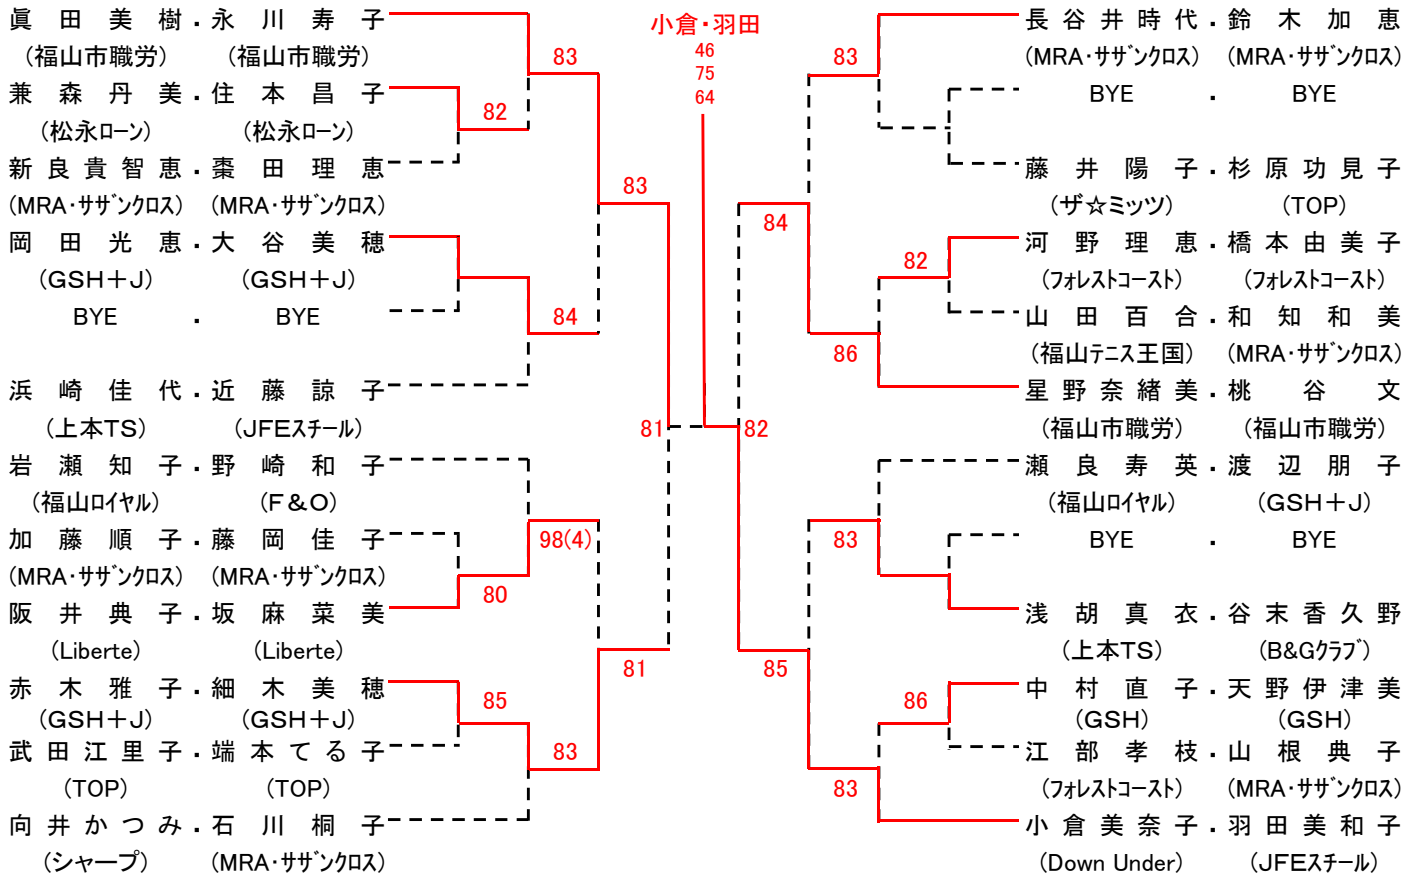 眞田美樹．永川寿子
(福山市職労) (福山市職労)
83
兼森丹美．住本昌子
(松永ローン) (松永ローン)
82
新良貴智恵．棗田理恵
(MRA・サザンクロス) (MRA・サザンクロス)
83
岡田光恵．大谷美穂
(GSH＋J) (GSH＋J)
BYE . BYE
84
浜崎佳代．近藤諒子
(上本TS) (JFEスチール)
81
岩瀬知子．野崎和子
(福山ロイヤル) (F＆O)
98(4)
加藤順子．藤岡佳子
(MRA・サザンクロス) (MRA・サザンクロス)
80
阪井典子．坂麻菜美
(Liberte) (Liberte)
81
赤木雅子．細木美穂
(GSH＋J) (GSH＋J)
85
武田江里子．端本てる子
(TOP) (TOP)
83
向井かつみ．石川桐子
(シャープ) (MRA・サザンクロス)
小倉・羽田
46
75
64
長谷井時代．鈴木加恵
(MRA・サザンクロス) (MRA・サザンクロス)
83
BYE . BYE
藤井陽子．杉原功見子
(ザ☆ミッツ) (TOP)
84
河野理恵．橋本由美子
(フォレストコースト) (フォレストコースト)
82
山田百合．和知和美
(福山テニス王国) (MRA・サザンクロス)
86
星野奈緒美．桃谷文
(福山市職労) (福山市職労)
82
瀬良寿英．渡辺朋子
(福山ロイヤル) (GSH＋J)
83
BYE . BYE
浅胡真衣．谷末香久野
(上本TS) (B&Gクラブ)
85
中村直子．天野伊津美
(GSH) (GSH)
86
江部孝枝．山根典子
(フォレストコースト) (MRA・サザンクロス)
83
小倉美奈子．羽田美和子
(Down Under) (JFEスチール)